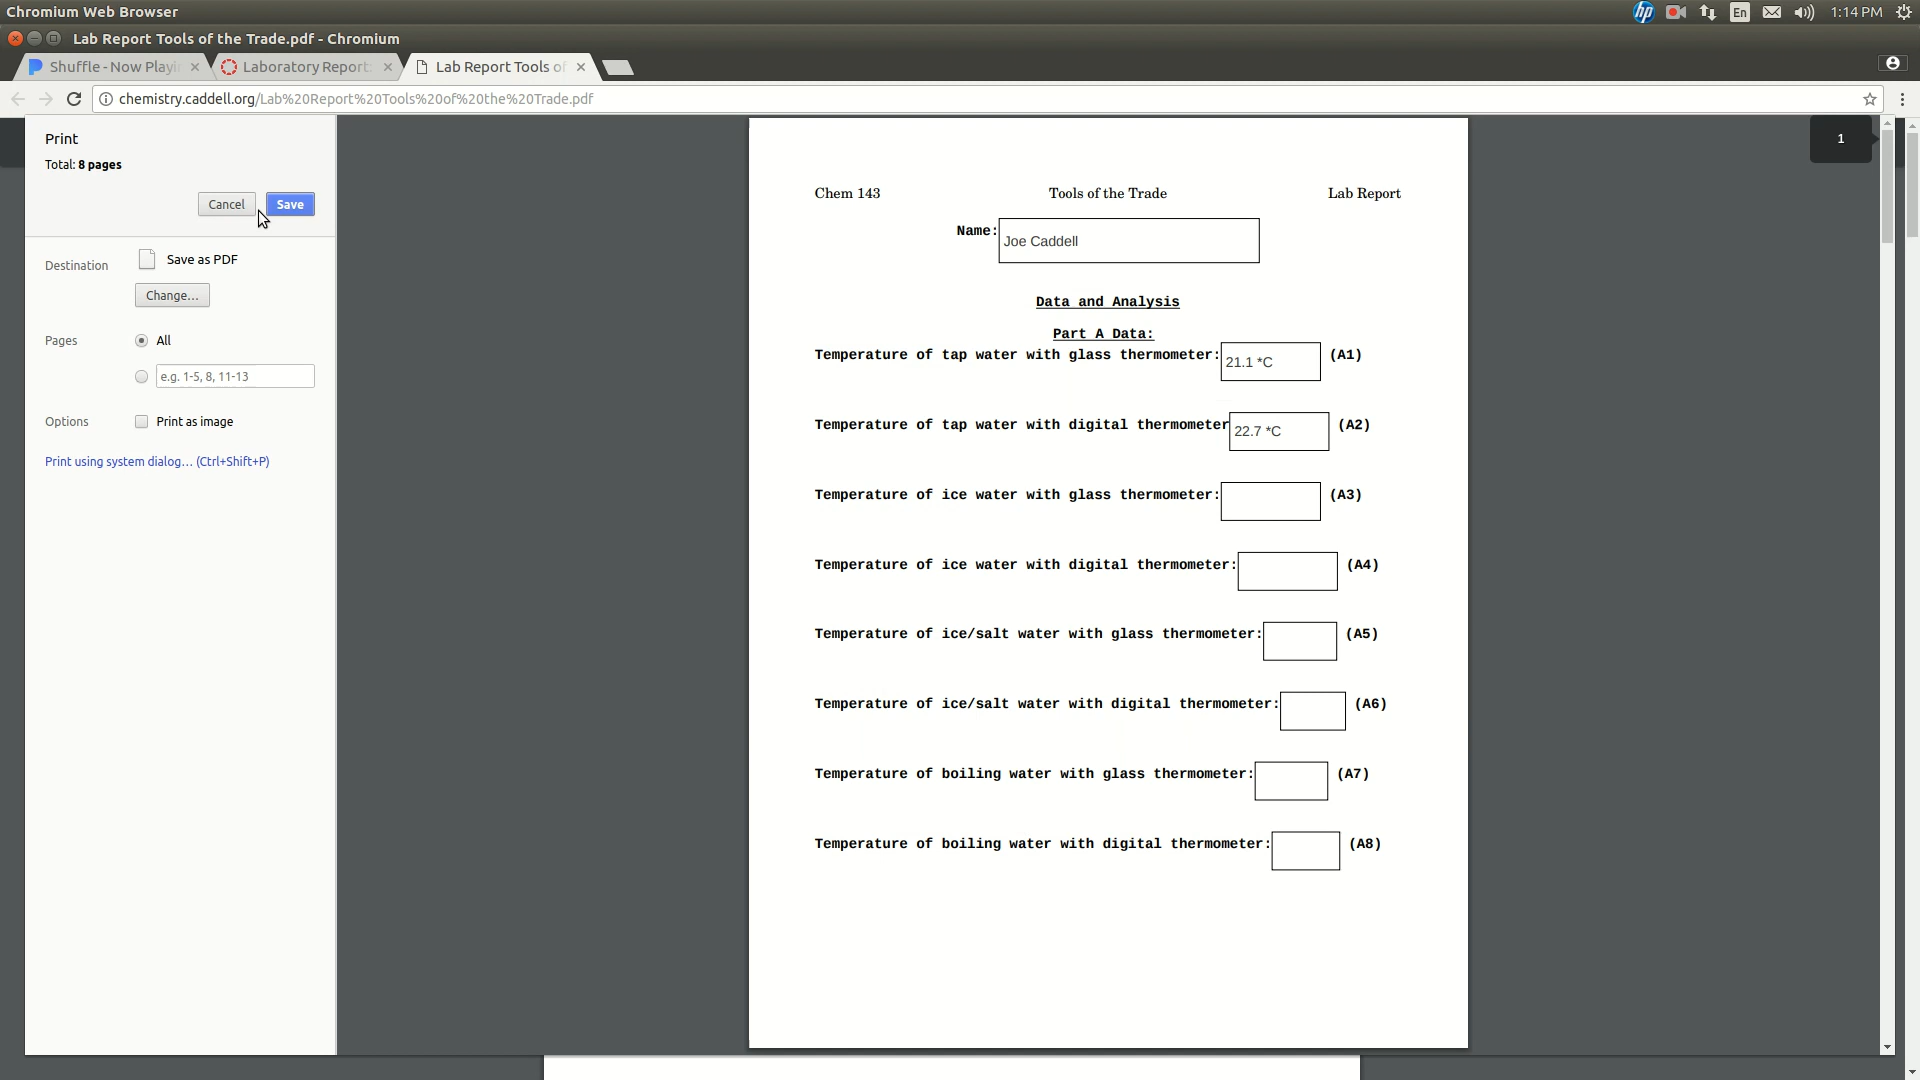 Chromium Web Browser
hp En 1:14 PM
Lab Report Tools of the Trade.pdf - Chromium
Shuffle - Now Playi
Laboratory Report
Lab Report Tools of
chemistry.caddell.org/Lab%20Report%20Tools%20of%20the%20Trade.pdf
Print
Total: 8 pages
Cancel Save
Destination Save as PDF
Change...
Pages All
e.g. 1-5, 8, 11-13
Options Print as image
Print using system dialog... (Ctrl+Shift+P)
1
Chem 143 Tools of the Trade Lab Report
Name: Joe Caddell
Data and Analysis
Part A Data:
Temperature of tap water with glass thermometer: 21.1 *C (A1)
Temperature of tap water with digital thermometer 22.7 *C (A2)
Temperature of ice water with glass thermometer: (A3)
Temperature of ice water with digital thermometer: (A4)
Temperature of ice/salt water with glass thermometer: (A5)
Temperature of ice/salt water with digital thermometer: (A6)
Temperature of boiling water with glass thermometer: (A7)
Temperature of boiling water with digital thermometer: (A8)